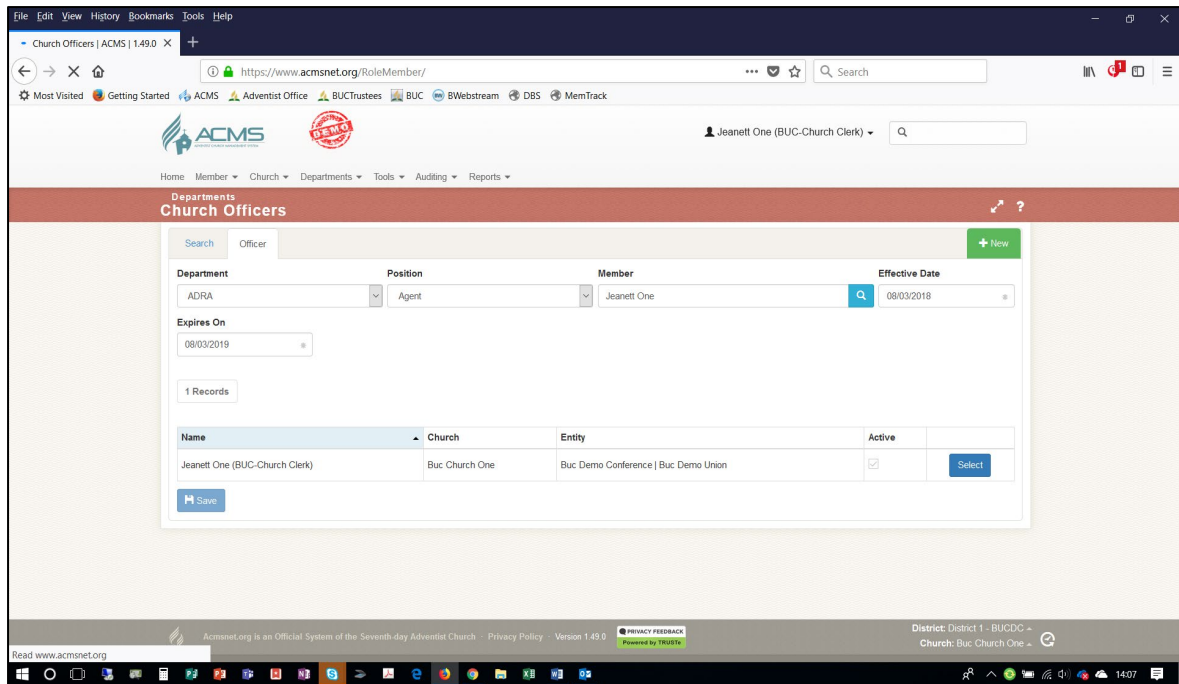 File Edit View History Bookmarks Tools Help
Church Officers | ACMS | 1.49.0
https://www.acmsnet.org/RoleMember/
Search
Most Visited Getting Started ACMS Adventist Office BUCTrustees BUC BWebstream DBS MemTrack
ACMS
DEMO
Jeanett One (BUC-Church Clerk)
Home Member Church Departments Tools Auditing Reports
Departments
Church Officers
?
Search Officer
+ New
Department Position Member Effective Date
ADRA Agent Jeanett One 08/03/2018
Expires On
08/03/2019
1 Records
Name Church Entity Active
Jeanett One (BUC-Church Clerk) Buc Church One Buc Demo Conference | Buc Demo Union Select
Save
Acmsnet.org is an Official System of the Seventh-day Adventist Church - Privacy Policy - Version 1.49.0
PRIVACY FEEDBACK
Powered by TRUSTe
District: District 1 - BUCDC
Church: Buc Church One
Read www.acmsnet.org
14:07